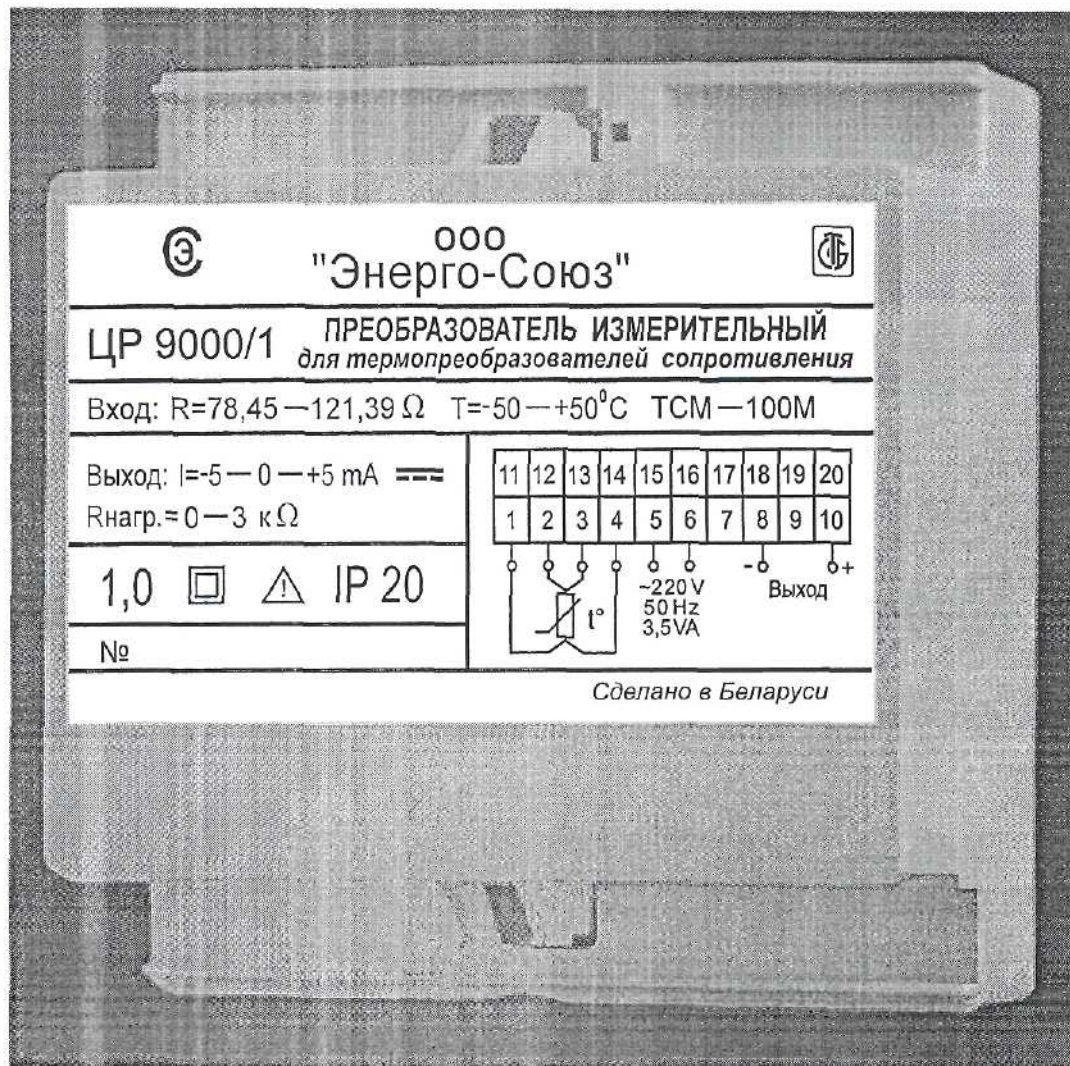 СЭ
ООО
"Энерго-Союз"
СТБ
ЦР 9000/1
ПРЕОБРАЗОВАТЕЛЬ ИЗМЕРИТЕЛЬНЫЙ
для термопреобразователей сопротивления
Вход: R=78,45—121,39 Ω T=-50—+50⁰C ТСМ—100М
Выход: I=-5—0—+5 mA
Rнагр.=0—3 кΩ
1,0 IP 20
№
11 12 13 14 15 16 17 18 19 20
1 2 3 4 5 6 7 8 9 10
- +
~220 V
50 Hz
3,5VA
Выход
t°
Сделано в Беларуси